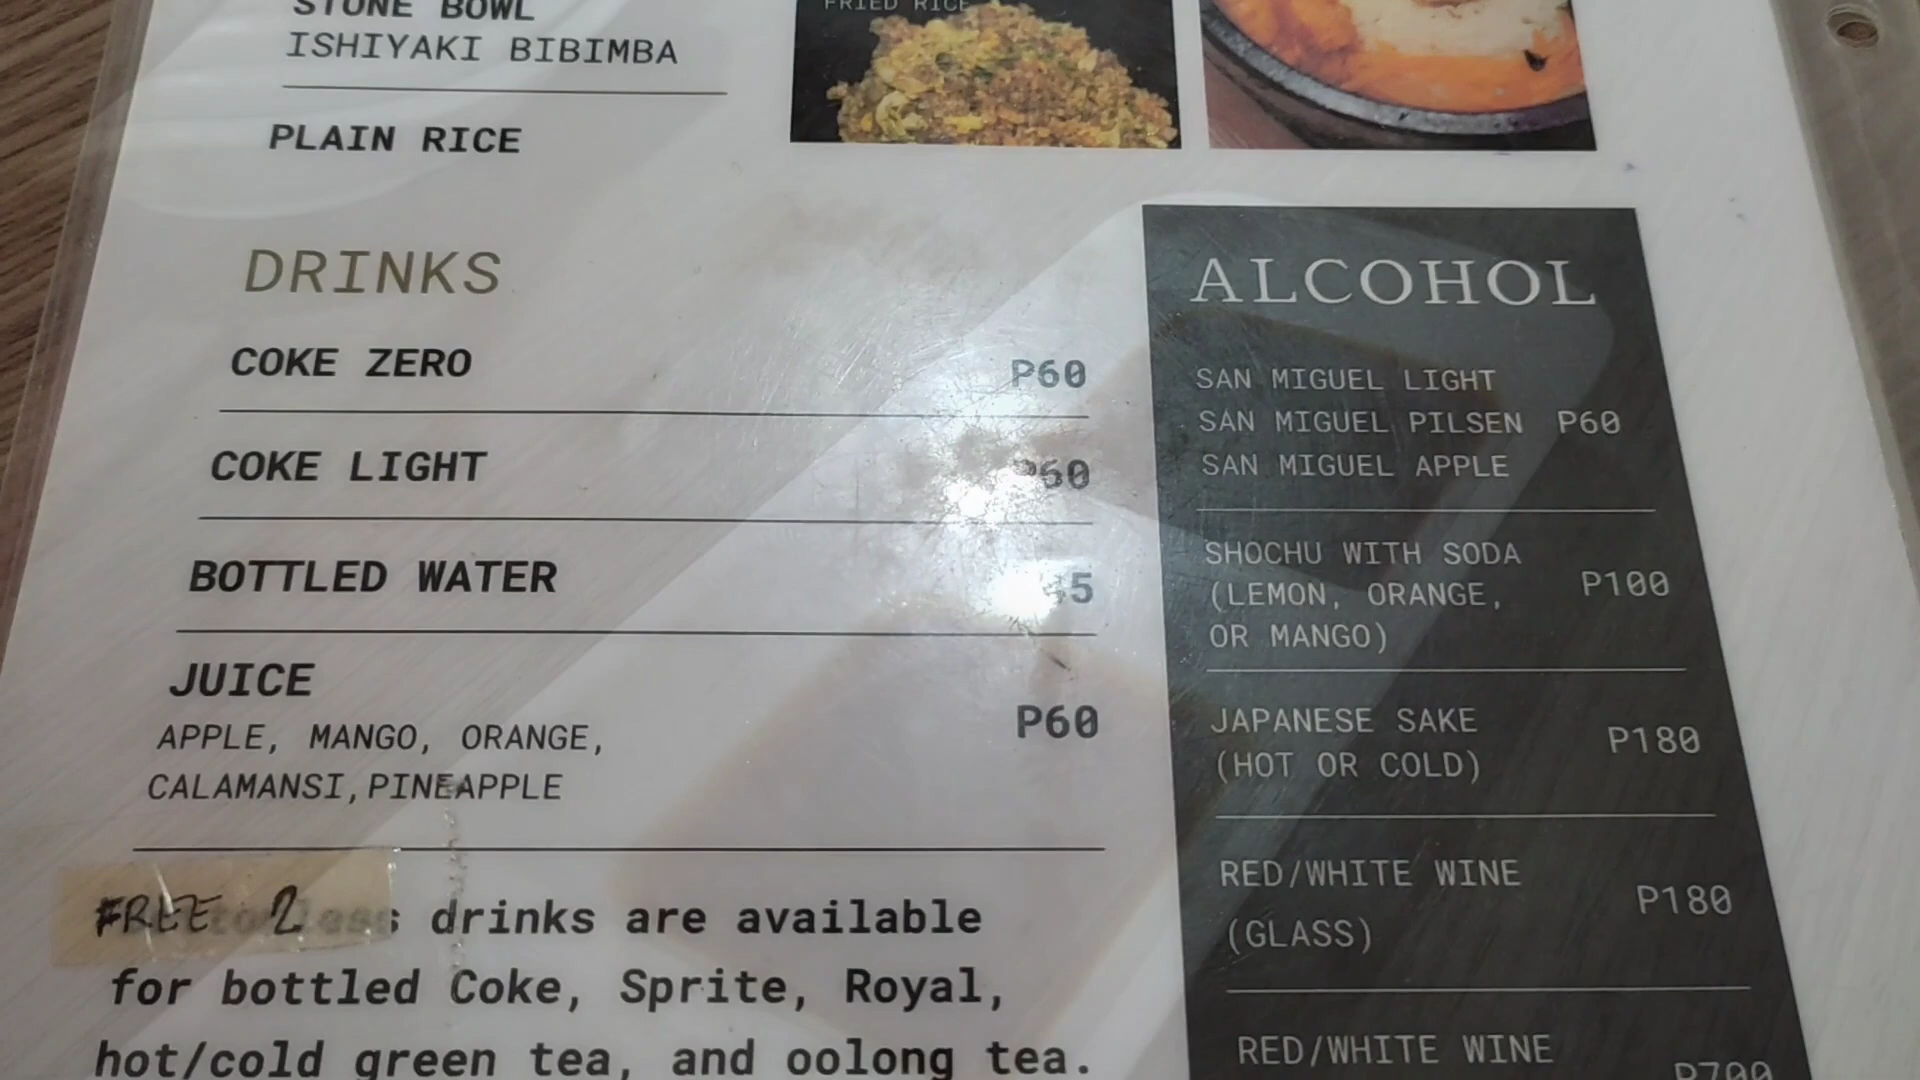 STONE BOWL
ISHIYAKI BIBIMBA
PLAIN RICE
FRIED RICE
DRINKS
COKE ZERO P60
COKE LIGHT P60
BOTTLED WATER
JUICE
APPLE, MANGO, ORANGE, P60
CALAMANSI, PINEAPPLE
FREE 2 drinks are available
for bottled Coke, Sprite, Royal,
hot/cold green tea, and oolong tea.
ALCOHOL
SAN MIGUEL LIGHT
SAN MIGUEL PILSEN P60
SAN MIGUEL APPLE
SHOCHU WITH SODA
(LEMON, ORANGE, P100
OR MANGO)
JAPANESE SAKE P180
(HOT OR COLD)
RED/WHITE WINE P180
(GLASS)
RED/WHITE WINE
P700